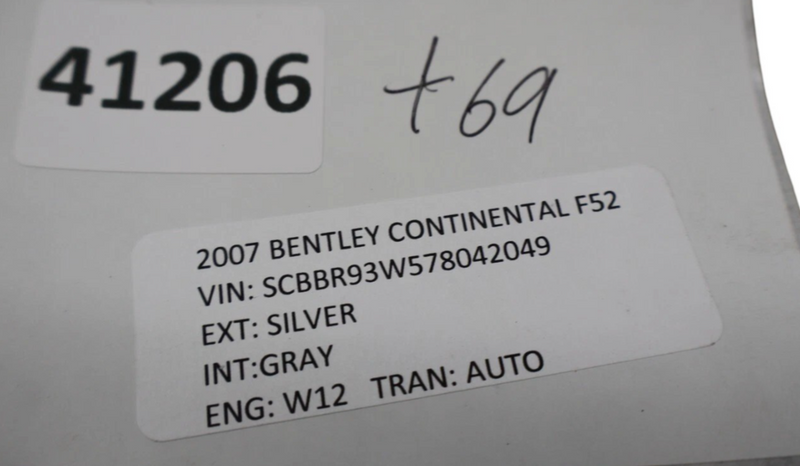 41206
+69
2007 BENTLEY CONTINENTAL F52
VIN: SCBBR93W578042049
EXT: SILVER
INT:GRAY
ENG: W12 TRAN: AUTO